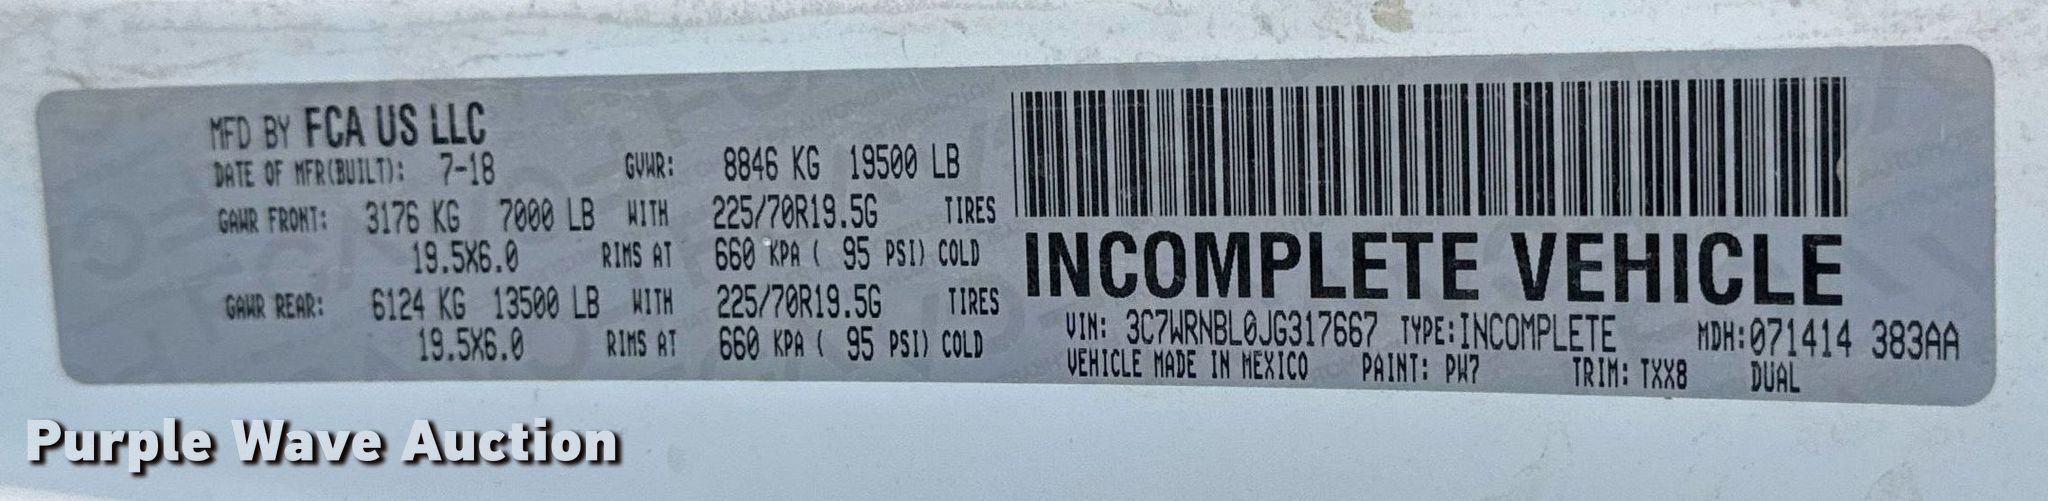 MFD BY FCA US LLC
DATE OF MFR(BUILT): 7-18 GVWR: 8846 KG 19500 LB
GAWR FRONT: 3176 KG 7000 LB WITH 225/70R19.5G TIRES
19.5X6.0 RIMS AT 660 KPA ( 95 PSI) COLD
GAWR REAR: 6124 KG 13500 LB WITH 225/70R19.5G TIRES
19.5X6.0 RIMS AT 660 KPA ( 95 PSI) COLD
INCOMPLETE VEHICLE
VIN: 3C7WRNBL0JG317667 TYPE:INCOMPLETE MDH:071414 383AA
VEHICLE MADE IN MEXICO PAINT: PW7 TRIM: TXX8 DUAL
Purple Wave Auction